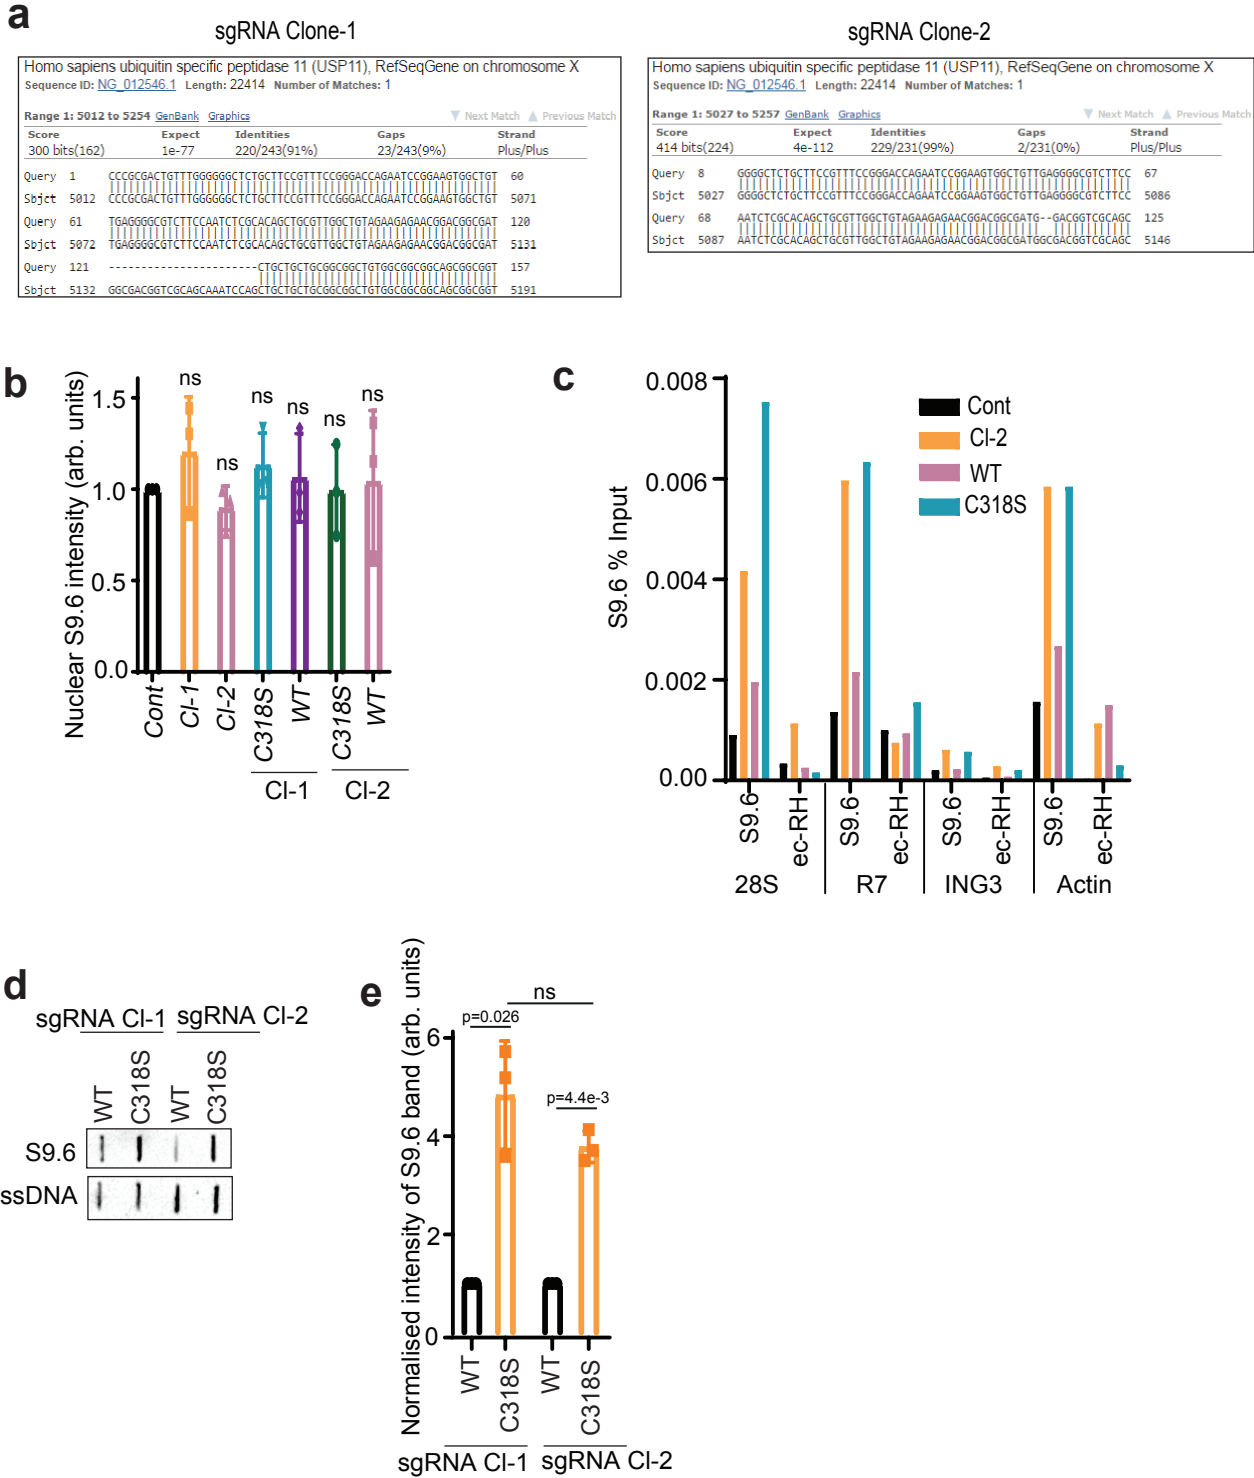 a
sgRNA Clone-1
Homo sapiens ubiquitin specific peptidase 11 (USP11), RefSeqGene on chromosome X
Sequence ID: NG_012546.1 Length: 22414 Number of Matches: 1
Range 1: 5012 to 5254 GenBank Graphics Next Match Previous Match
Score Expect Identities Gaps Strand
300 bits(162) 1e-77 220/243(91%) 23/243(9%) Plus/Plus
Query 1 CCCGCGACTGTTTGGGGGGCTCTGCTTCCGTTTCCGGGACCAGAATCCGGAAGTGGCTGT 60
Sbjct 5012 CCCGCGACTGTTTGGGGGGCTCTGCTTCCGTTTCCGGGACCAGAATCCGGAAGTGGCTGT 5071
Query 61 TGAGGGGCGTCTTCCAATCTCGCACAGCTGCGTTGGCTGTAGAAGAGAACGGACGGCGAT 120
Sbjct 5072 TGAGGGGCGTCTTCCAATCTCGCACAGCTGCGTTGGCTGTAGAAGAGAACGGACGGCGAT 5131
Query 121 -----------------------CTGCTGCTGCGGCGGCTGTGGCGGCGGCAGCGGCGGT 157
Sbjct 5132 GGCGACGGTCGCAGCAAATCCAGCTGCTGCTGCGGCGGCTGTGGCGGCGGCAGCGGCGGT 5191
sgRNA Clone-2
Homo sapiens ubiquitin specific peptidase 11 (USP11), RefSeqGene on chromosome X
Sequence ID: NG_012546.1 Length: 22414 Number of Matches: 1
Range 1: 5027 to 5257 GenBank Graphics Next Match Previous Match
Score Expect Identities Gaps Strand
414 bits(224) 4e-112 229/231(99%) 2/231(0%) Plus/Plus
Query 8 GGGGCTCTGCTTCCGTTTCCGGGACCAGAATCCGGAAGTGGCTGTTGAGGGGCGTCTTCC 67
Sbjct 5027 GGGGCTCTGCTTCCGTTTCCGGGACCAGAATCCGGAAGTGGCTGTTGAGGGGCGTCTTCC 5086
Query 68 AATCTCGCACAGCTGCGTTGGCTGTAGAAGAGAACGGACGGCGATG--GACGGTCGCAGC 125
Sbjct 5087 AATCTCGCACAGCTGCGTTGGCTGTAGAAGAGAACGGACGGCGATGGCGACGGTCGCAGC 5146
b
Nuclear S9.6 intensity (arb. units)
1.5
1.0
0.5
0.0
ns
ns
ns
ns
ns
ns
Cont
Cl-1
Cl-2
C318S
WT
C318S
WT
Cl-1
Cl-2
c
S9.6 % Input
0.008
0.006
0.004
0.002
0.00
Cont
Cl-2
WT
C318S
S9.6
ec-RH
S9.6
ec-RH
S9.6
ec-RH
S9.6
ec-RH
28S
R7
ING3
Actin
d
sgRNA Cl-1
sgRNA Cl-2
WT
C318S
WT
C318S
S9.6
ssDNA
e
Normalised intensity of S9.6 band (arb. units)
6
4
2
0
ns
p=0.026
p=4.4e-3
WT
C318S
WT
C318S
sgRNA Cl-1
sgRNA Cl-2